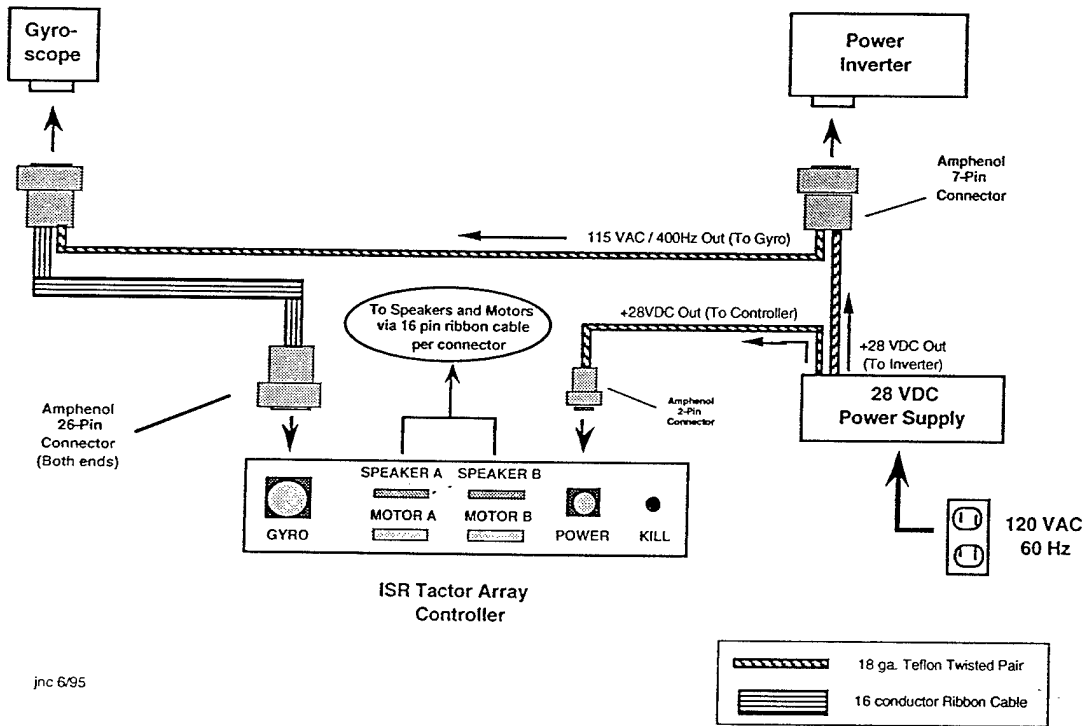 Gyro-
scope
Power
Inverter
Amphenol
7-Pin
Connector
115 VAC / 400Hz Out (To Gyro)
To Speakers and Motors
via 16 pin ribbon cable
per connector
+28VDC Out (To Controller)
+28 VDC Out
(To Inverter)
28 VDC
Power Supply
Amphenol
26-Pin
Connector
(Both ends)
Amphenol
2-Pin
Connector
SPEAKER A
SPEAKER B
MOTOR A
MOTOR B
GYRO
POWER
KILL
120 VAC
60 Hz
ISR Tactor Array
Controller
jnc 6/95
18 ga. Teflon Twisted Pair
16 conductor Ribbon Cable